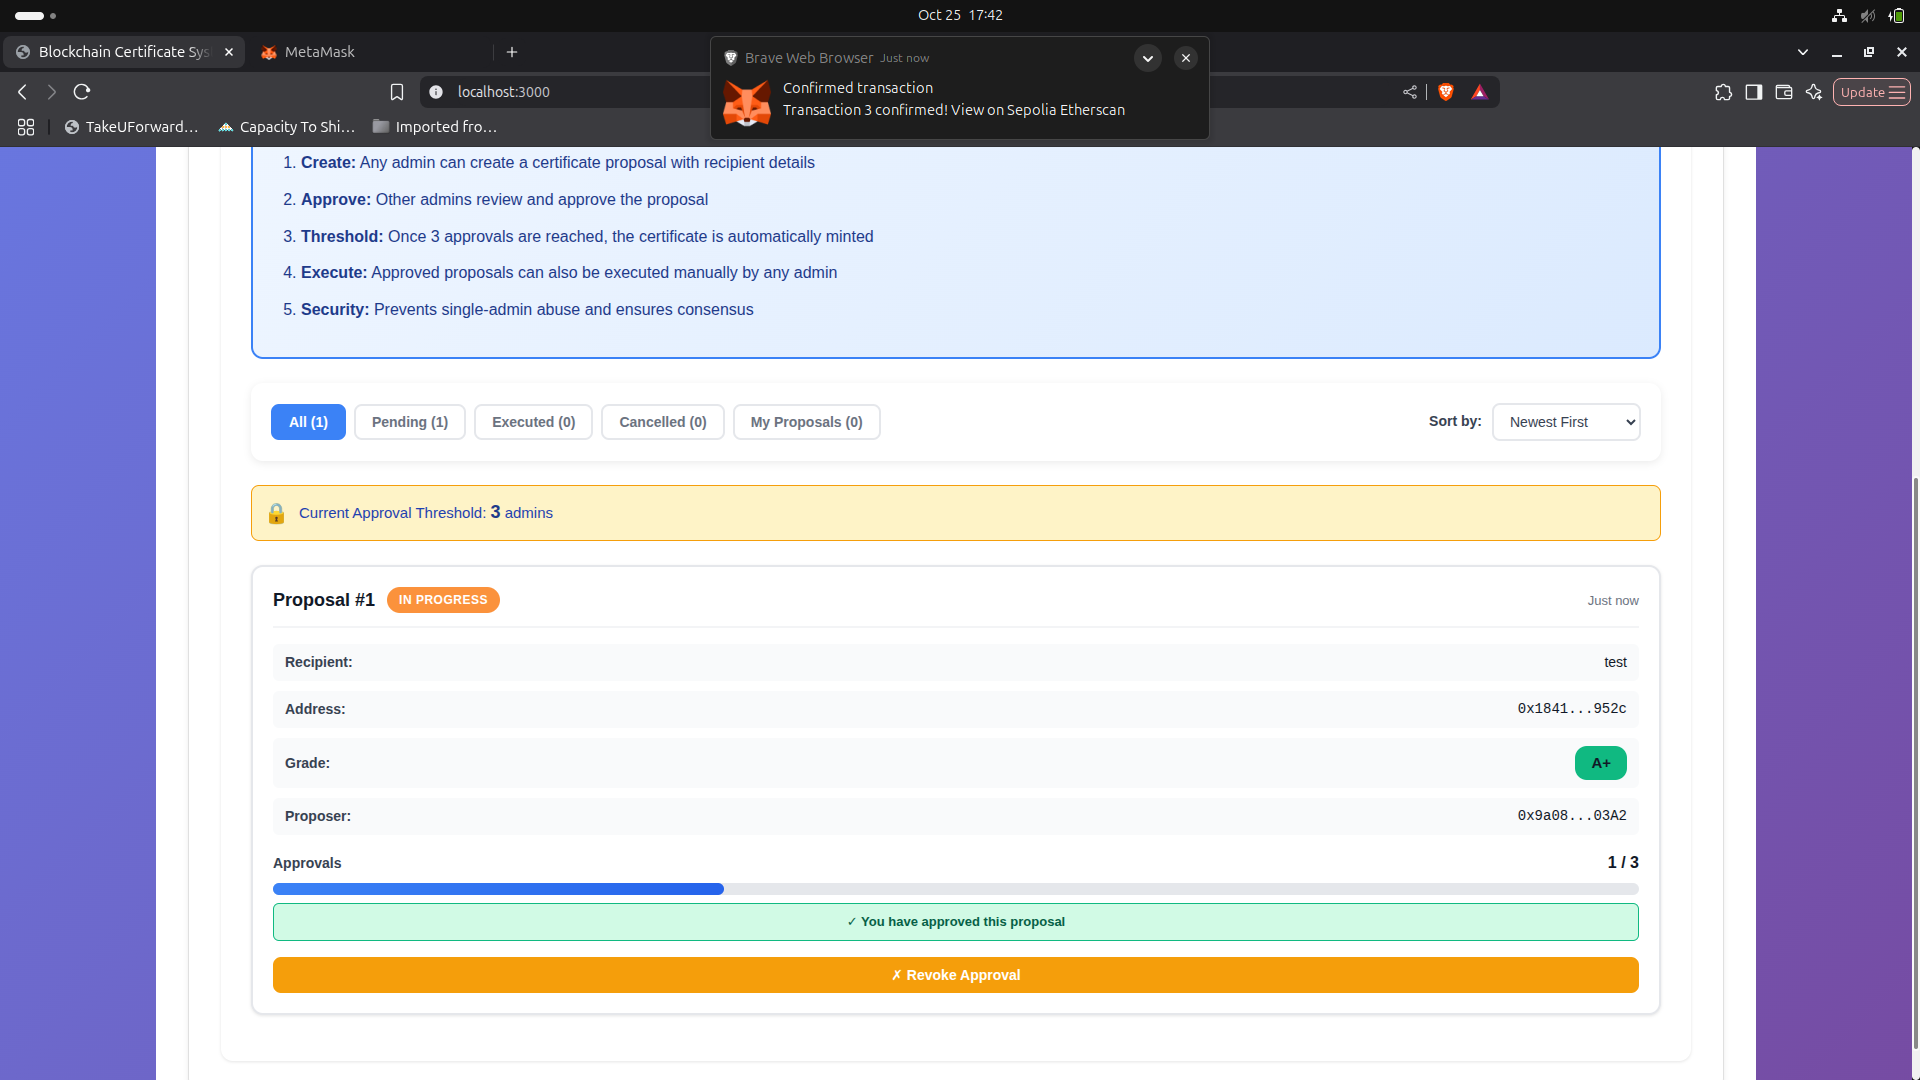 Oct 25 17:42
Blockchain Certificate Sys
MetaMask
Brave Web Browser Just now
Confirmed transaction
Transaction 3 confirmed! View on Sepolia Etherscan
localhost:3000
Update
TakeUForward...
Capacity To Shi...
Imported fro...
1. Create: Any admin can create a certificate proposal with recipient details
2. Approve: Other admins review and approve the proposal
3. Threshold: Once 3 approvals are reached, the certificate is automatically minted
4. Execute: Approved proposals can also be executed manually by any admin
5. Security: Prevents single-admin abuse and ensures consensus
All (1)
Pending (1)
Executed (0)
Cancelled (0)
My Proposals (0)
Sort by:
Newest First
Current Approval Threshold: 3 admins
Proposal #1
IN PROGRESS
Just now
Recipient:
test
Address:
0x1841...952c
Grade:
A+
Proposer:
0x9a08...03A2
Approvals
1 / 3
✓ You have approved this proposal
✗ Revoke Approval